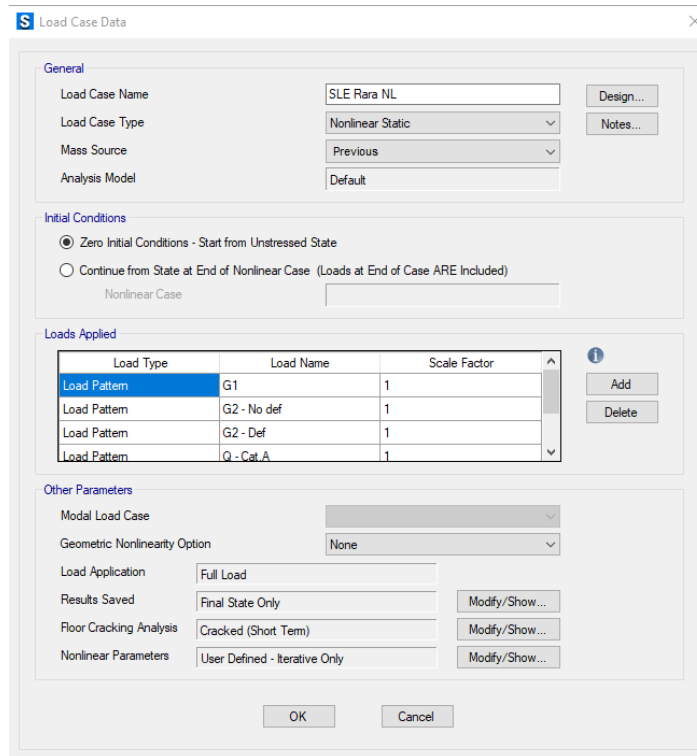 S Load Case Data
General
Load Case Name SLE Rara NL Design...
Load Case Type Nonlinear Static Notes...
Mass Source Previous
Analysis Model Default
Initial Conditions
Zero Initial Conditions - Start from Unstressed State
Continue from State at End of Nonlinear Case (Loads at End of Case ARE Included)
Nonlinear Case
Loads Applied
Load Type Load Name Scale Factor
Load Pattern G1 1 Add
Load Pattern G2 - No def 1 Delete
Load Pattern G2 - Def 1
Load Pattern Q - Cat.A 1
Other Parameters
Modal Load Case
Geometric Nonlinearity Option None
Load Application Full Load
Results Saved Final State Only Modify/Show...
Floor Cracking Analysis Cracked (Short Term) Modify/Show...
Nonlinear Parameters User Defined - Iterative Only Modify/Show...
OK Cancel